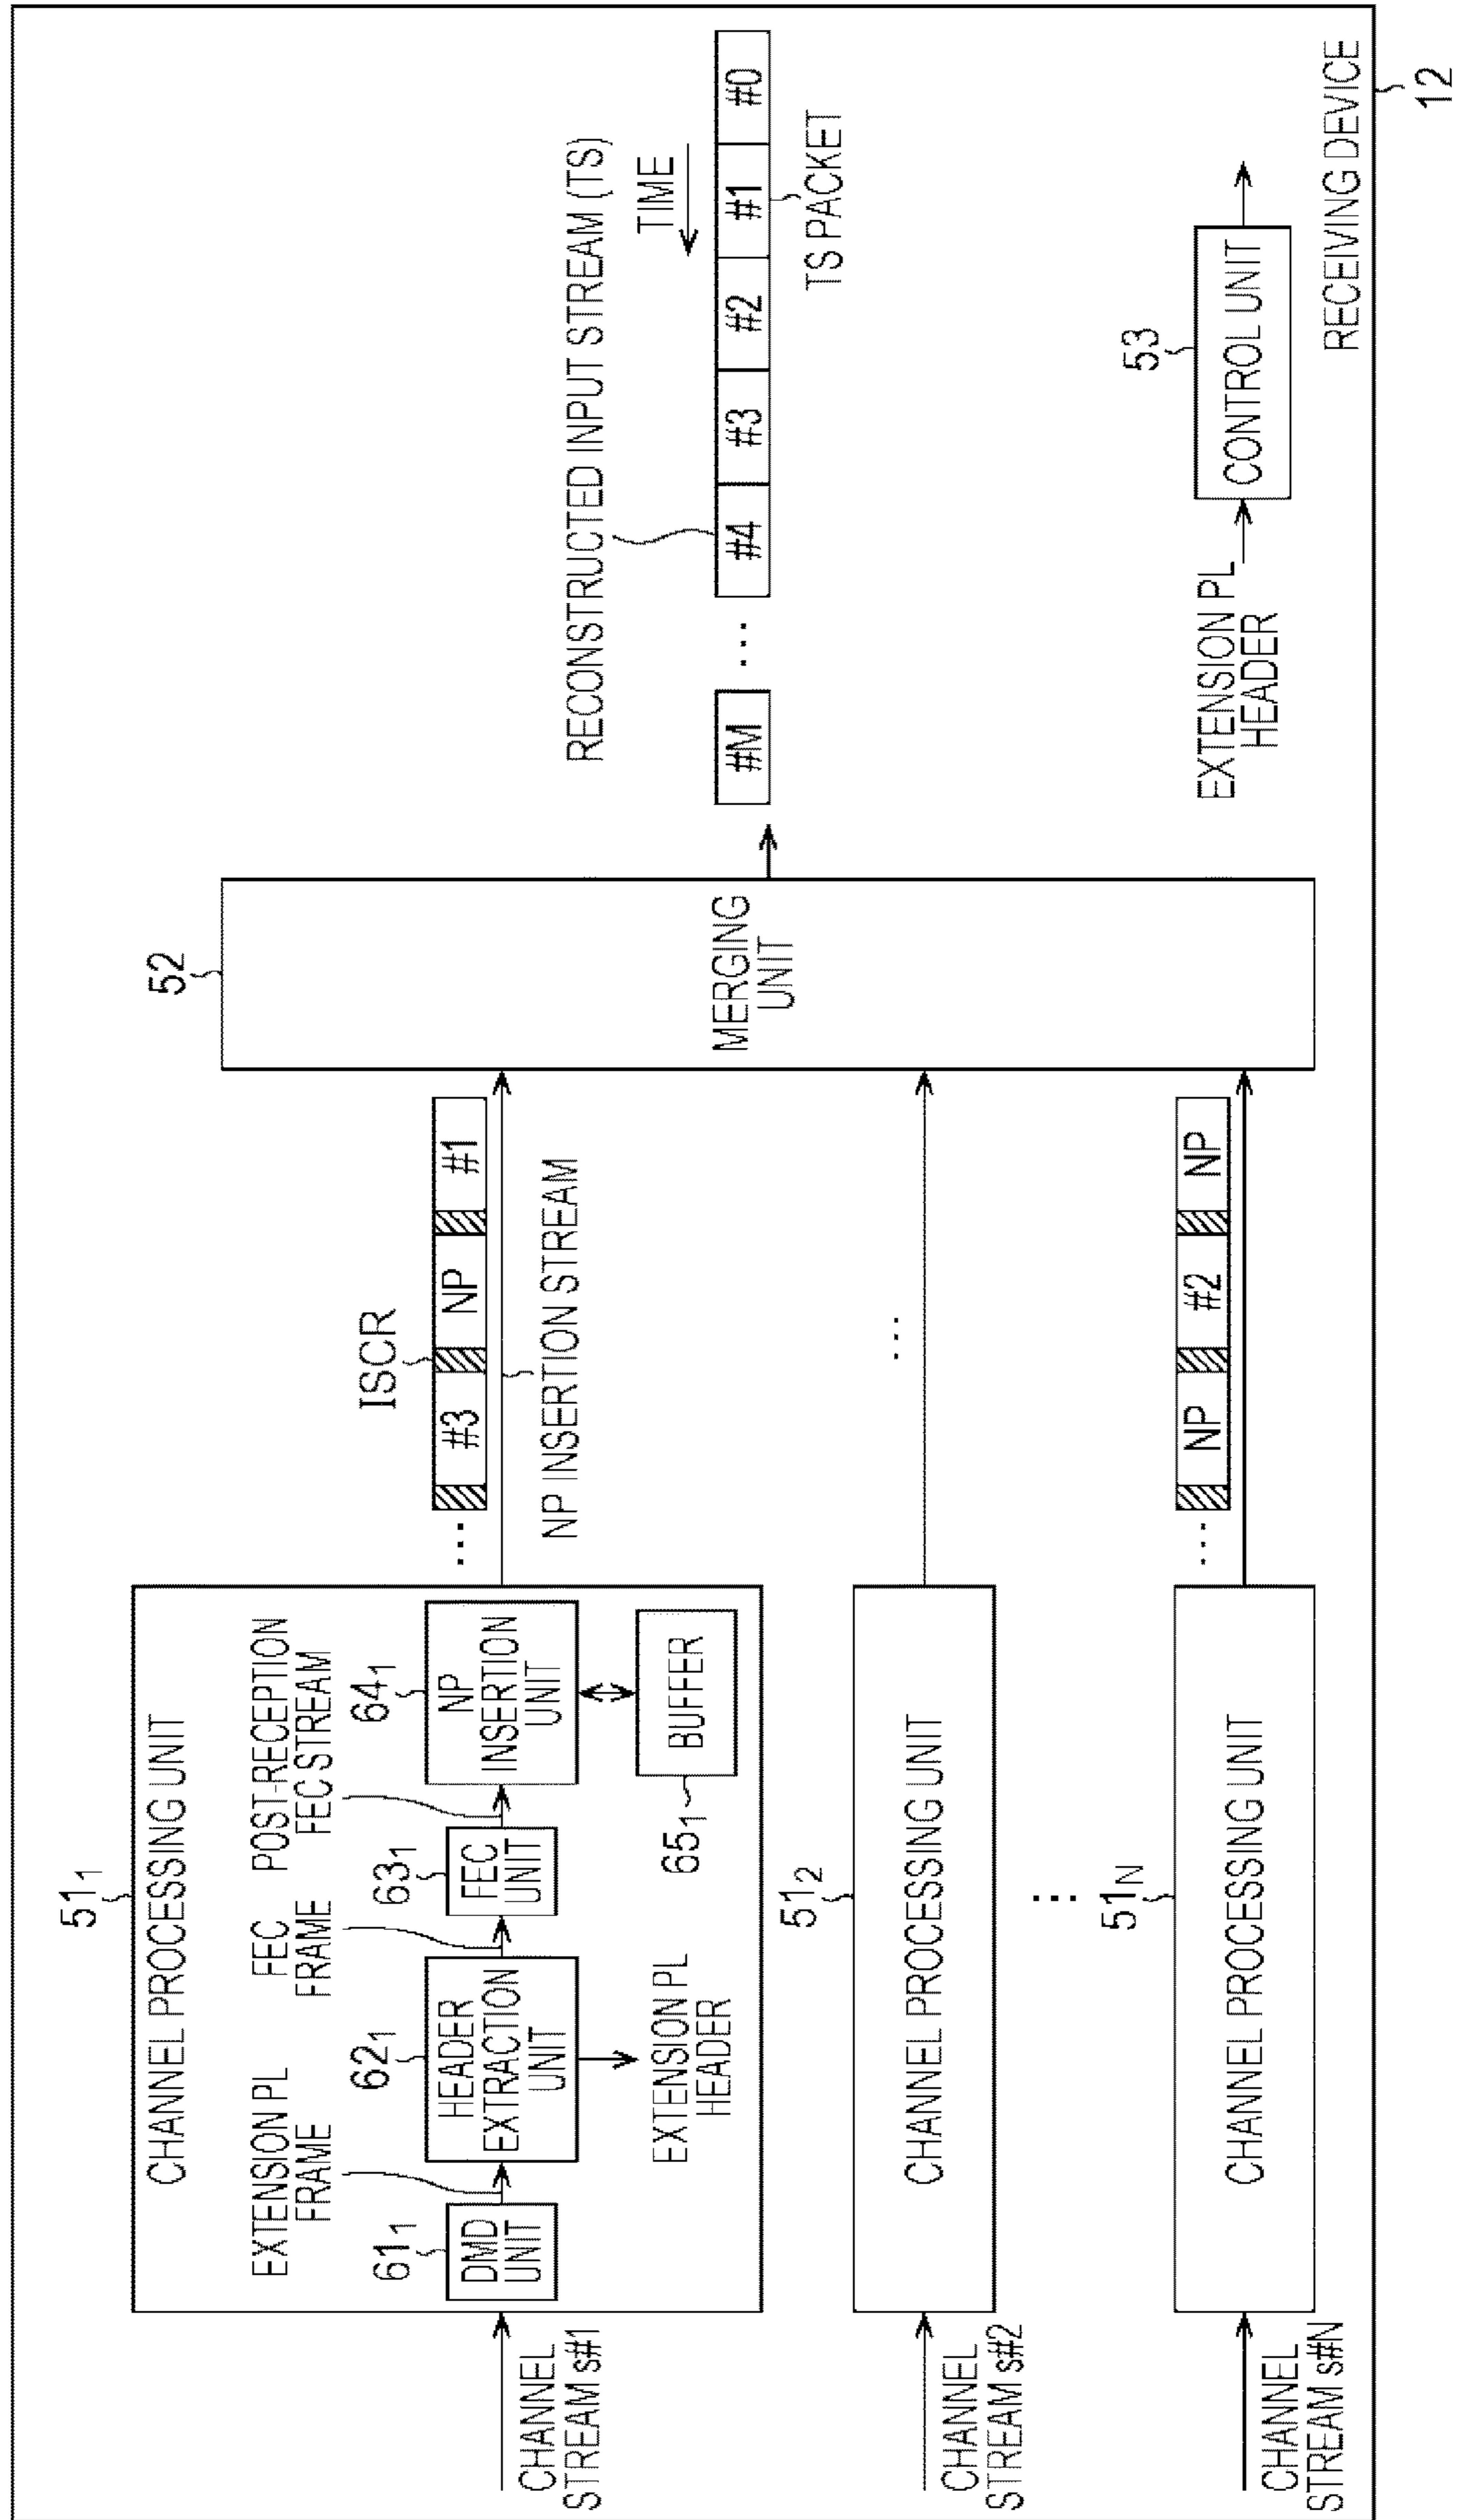 51₁
CHANNEL PROCESSING UNIT
EXTENSION PL
FRAME
FEC
FRAME
POST-RECEPTION
FEC STREAM
61₁
DMD
UNIT
62₁
HEADER
EXTRACTION
UNIT
63₁
FEC
UNIT
64₁
NP
INSERTION
UNIT
65₁
BUFFER
EXTENSION PL
HEADER
CHANNEL
STREAM s#1
ISCR
... #3 NP #1
NP INSERTION STREAM
51₂
CHANNEL PROCESSING UNIT
CHANNEL
STREAM s#2
...
...
51N
CHANNEL PROCESSING UNIT
CHANNEL
STREAM s#N
... NP #2 NP
52
MERGING
UNIT
RECONSTRUCTED INPUT STREAM (TS)
TIME
#M ... #4 #3 #2 #1 #0
TS PACKET
53
CONTROL UNIT
EXTENSION PL
HEADER
RECEIVING DEVICE
12